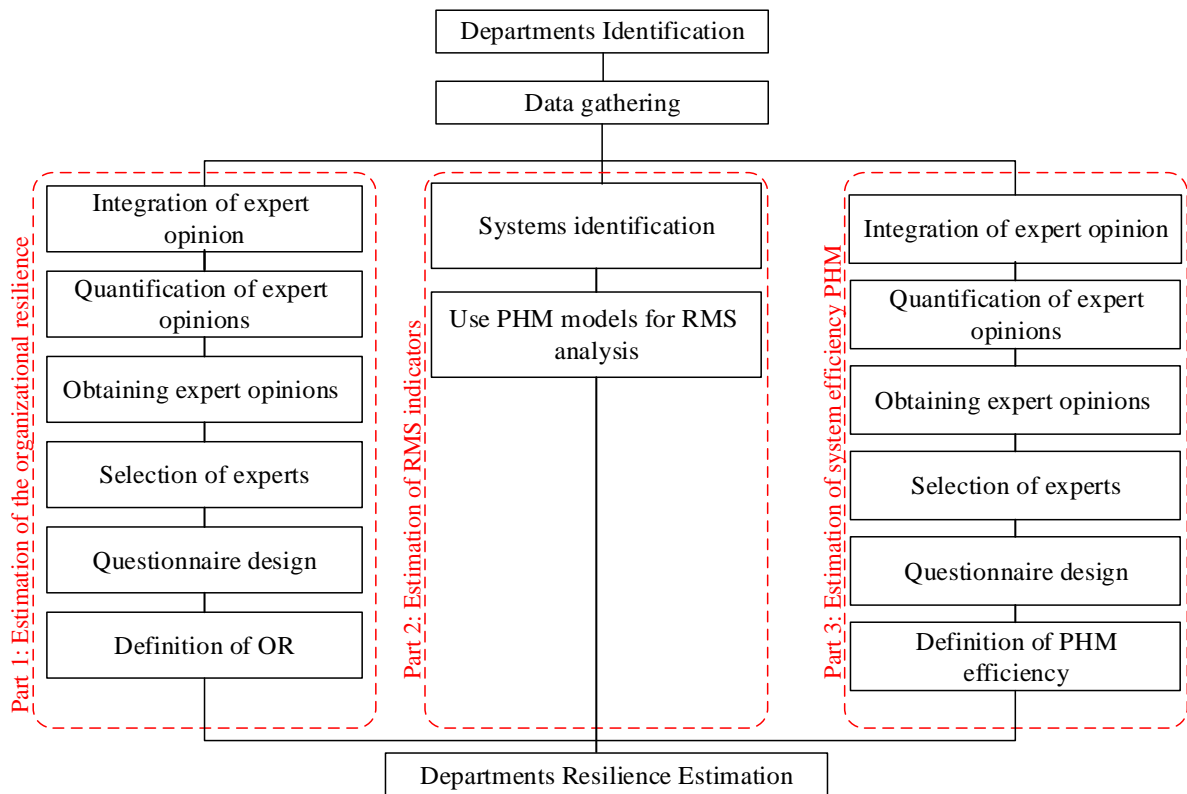 Departments Identification
Data gathering
Part 1: Estimation of the organizational resilience
Integration of expert
opinion
Quantification of expert
opinions
Obtaining expert opinions
Selection of experts
Questionnaire design
Definition of OR
Part 2: Estimation of RMS indicators
Systems identification
Use PHM models for RMS
analysis
Part 3: Estimation of system efficiency PHM
Integration of expert opinion
Quantification of expert
opinions
Obtaining expert opinions
Selection of experts
Questionnaire design
Definition of PHM
efficiency
Departments Resilience Estimation